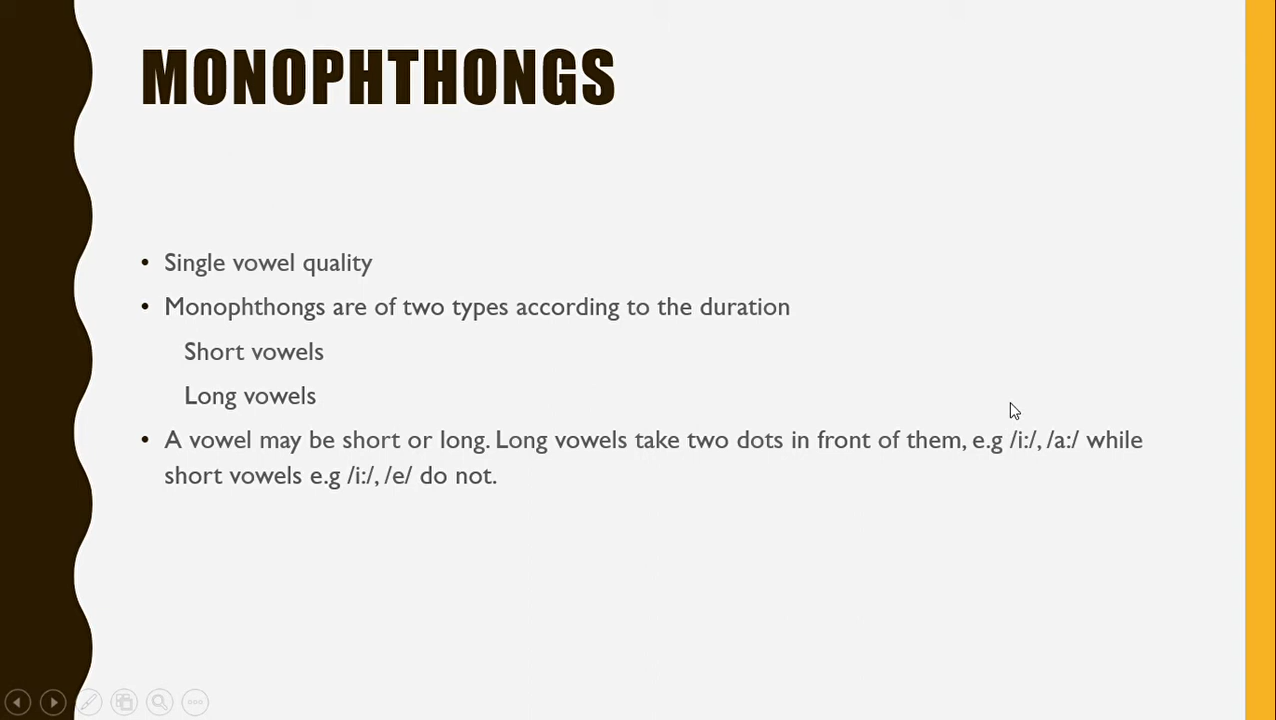 MONOPHTHONGS
• Single vowel quality
• Monophthongs are of two types according to the duration
Short vowels
Long vowels
• A vowel may be short or long. Long vowels take two dots in front of them, e.g /i:/, /a:/ while
short vowels e.g /i:/, /e/ do not.